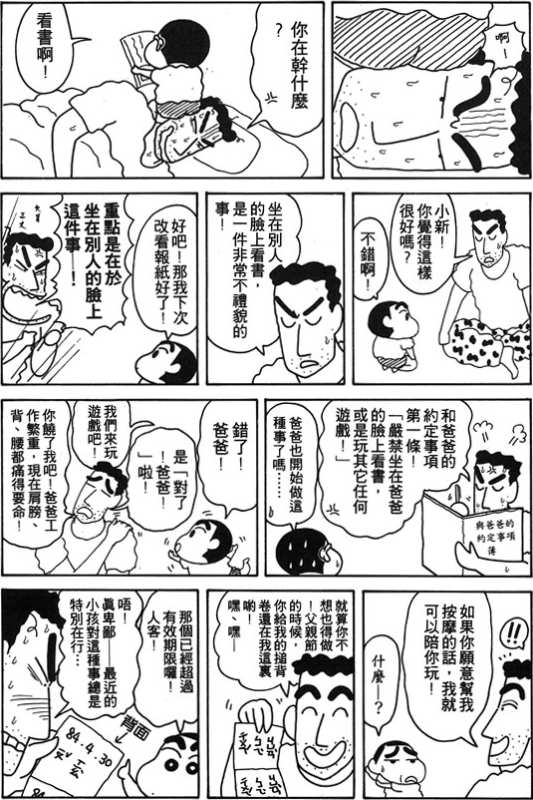 啊—
你在幹什麼
？
看書啊！
小新！
你覺得這樣
很好嗎？
不錯啊！
坐在別人
的臉上看書，
是一件非常不禮貌的
事！
好吧！那我下次
改看報紙好了！
重點是在於
坐在別人的臉上
這件事！！
和爸爸的
約定事項
第一條！
「嚴禁坐在爸爸
的臉上看書，
或是玩其它任何
遊戲！」
與爸爸的
約定事項
簿
爸爸也開始做這
種事了嗎……
錯了！
爸爸！
是「對了
！爸爸！
」啦！
我們來玩
遊戲吧！
你饒了我吧！爸爸工
作繁重，現在肩膀、
背、腰都痛得要命！
!!
如果你願意幫我
按摩的話，我就
可以陪你玩！
什麼—？
就算你不
想也得做
！父親節
的時候，
你給我的搥背
卷還在我這裏
喲！
嘿、嘿—
那個已經超過
有效期限囉！
人客！
背面
84.4.30
唔！
真卑鄙——最近的
小孩對這種事總是
特別在行…